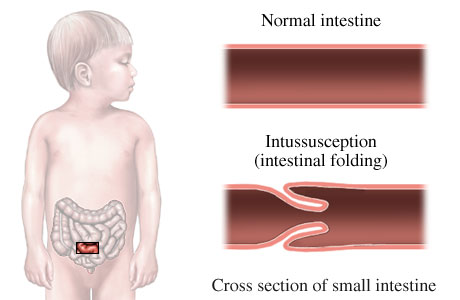 Normal intestine
Intussusception
(intestinal folding)
Cross section of small intestine